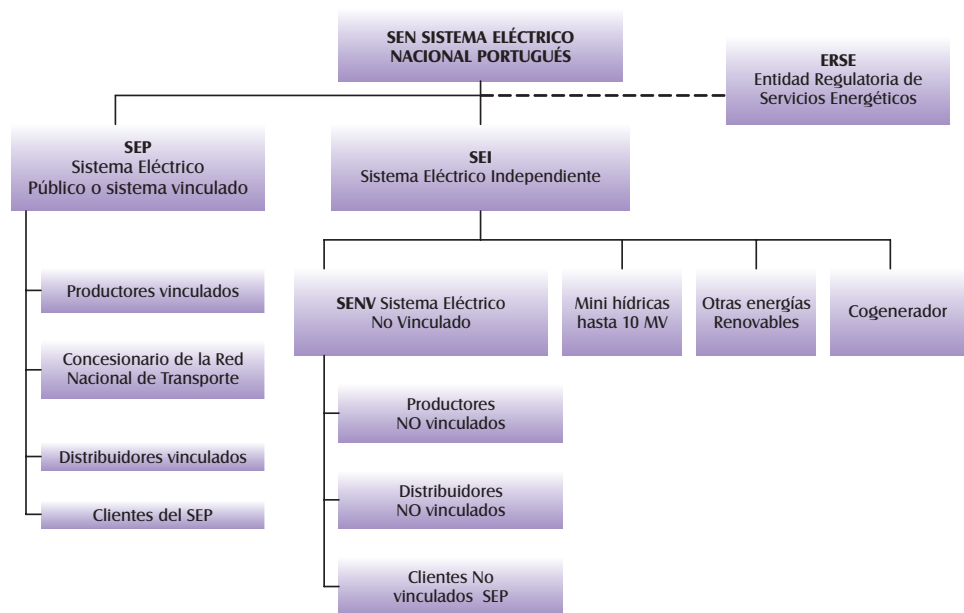 SEN SISTEMA ELÉCTRICO
NACIONAL PORTUGUÉS
ERSE
Entidad Regulatoria de
Servicios Energéticos
SEP
Sistema Eléctrico
Público o sistema vinculado
SEI
Sistema Eléctrico Independiente
Productores vinculados
Concesionario de la Red
Nacional de Transporte
Distribuidores vinculados
Clientes del SEP
SENV Sistema Eléctrico
No Vinculado
Mini hídricas
hasta 10 MV
Otras energías
Renovables
Cogenerador
Productores
NO vinculados
Distribuidores
NO vinculados
Clientes No
vinculados SEP